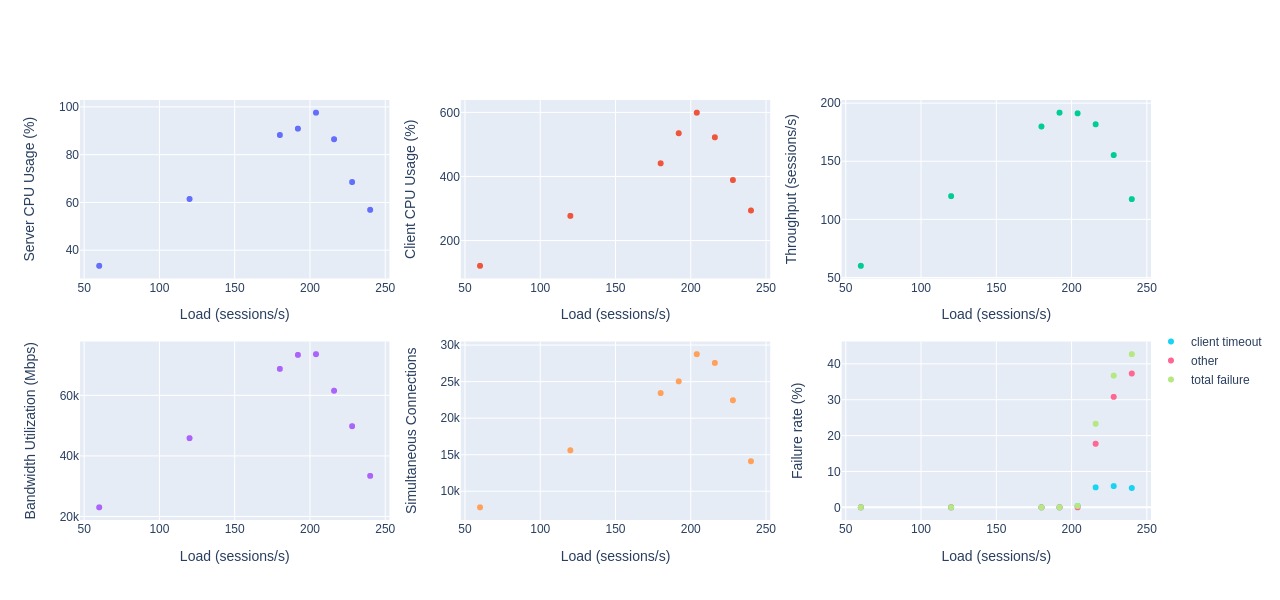 100
80
60
40
Server CPU Usage (%)
50 100 150 200 250
Load (sessions/s)
600
400
200
Client CPU Usage (%)
50 100 150 200 250
Load (sessions/s)
200
150
100
50
Throughput (sessions/s)
50 100 150 200 250
Load (sessions/s)
60k
40k
20k
Bandwidth Utilization (Mbps)
50 100 150 200 250
Load (sessions/s)
30k
25k
20k
15k
10k
Simultaneous Connections
50 100 150 200 250
Load (sessions/s)
40
30
20
10
0
Failure rate (%)
50 100 150 200 250
Load (sessions/s)
client timeout
other
total failure